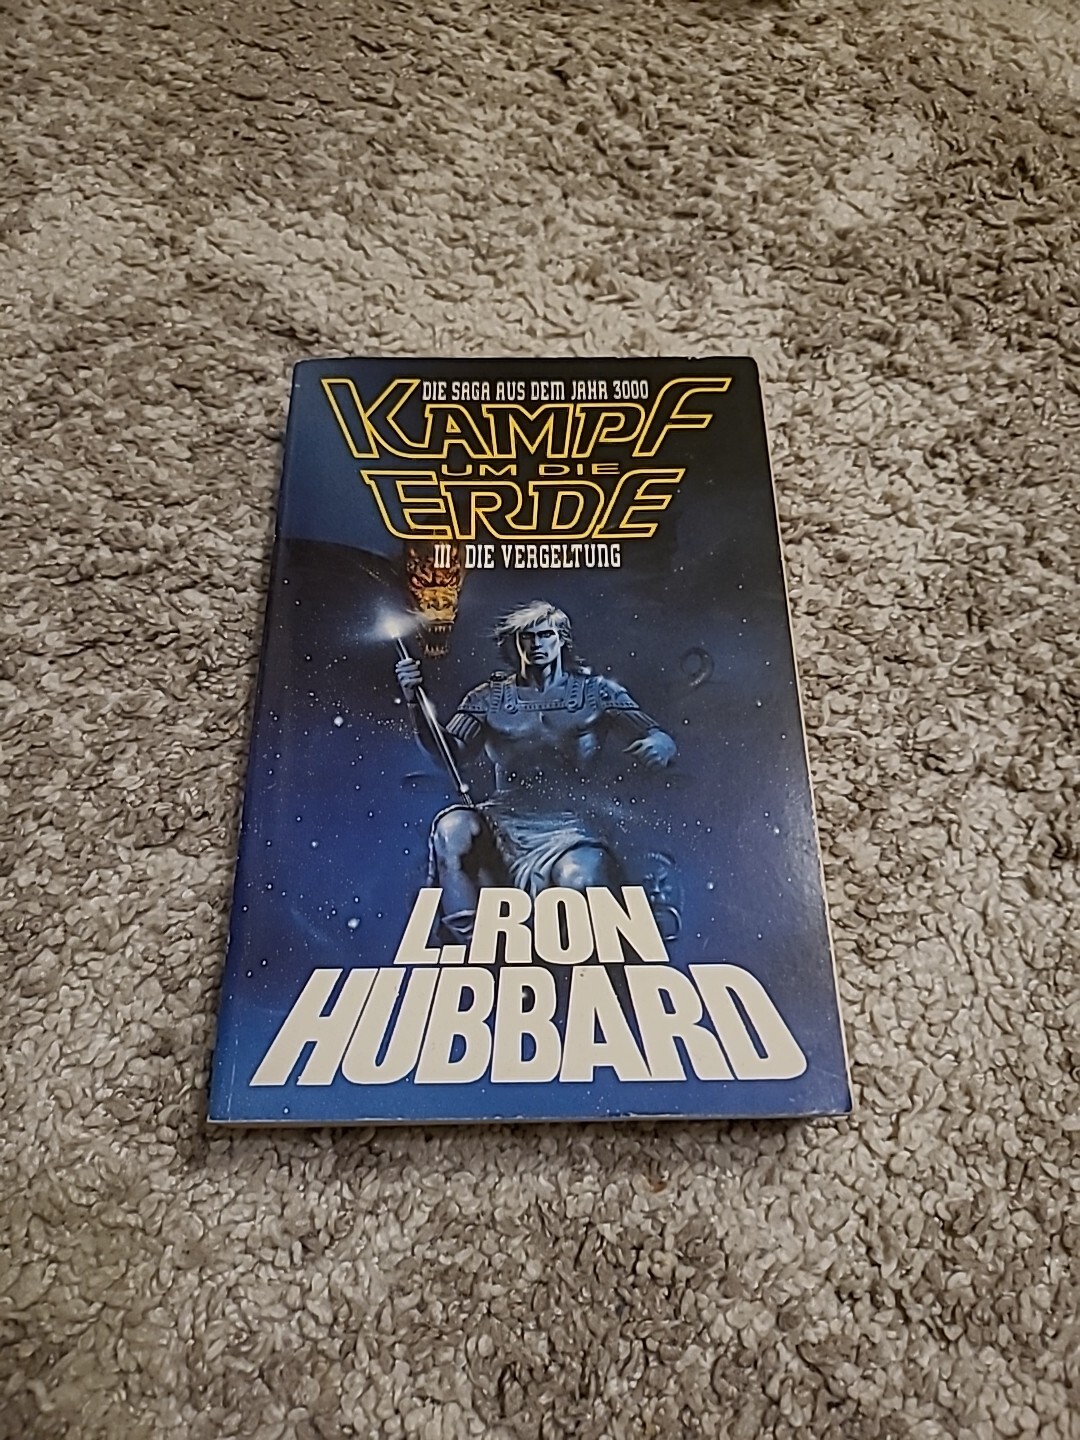 DIE SAGA AUS DEM JAHR 3000
KAMPF
UM DIE
ERDE
III DIE VERGELTUNG
L.RON
HUBBARD